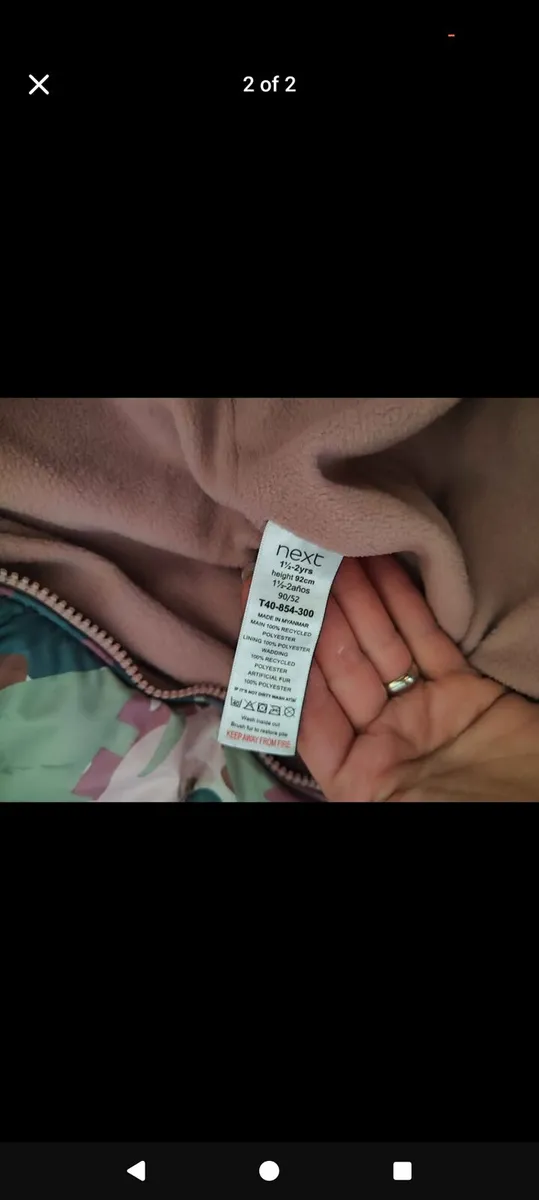 2 of 2
next
1½-2yrs
height 92cm
1½-2años
90/52
T40-854-300
MADE IN MYANMAR
MAIN 100% RECYCLED
POLYESTER
LINING 100% POLYESTER
WADDING
100% RECYCLED
POLYESTER
ARTIFICIAL FUR
100% POLYESTER
IF IT'S NOT DIRTY WASH AT
Wash inside out
Brush fur to restore pile
KEEP AWAY FROM FIRE